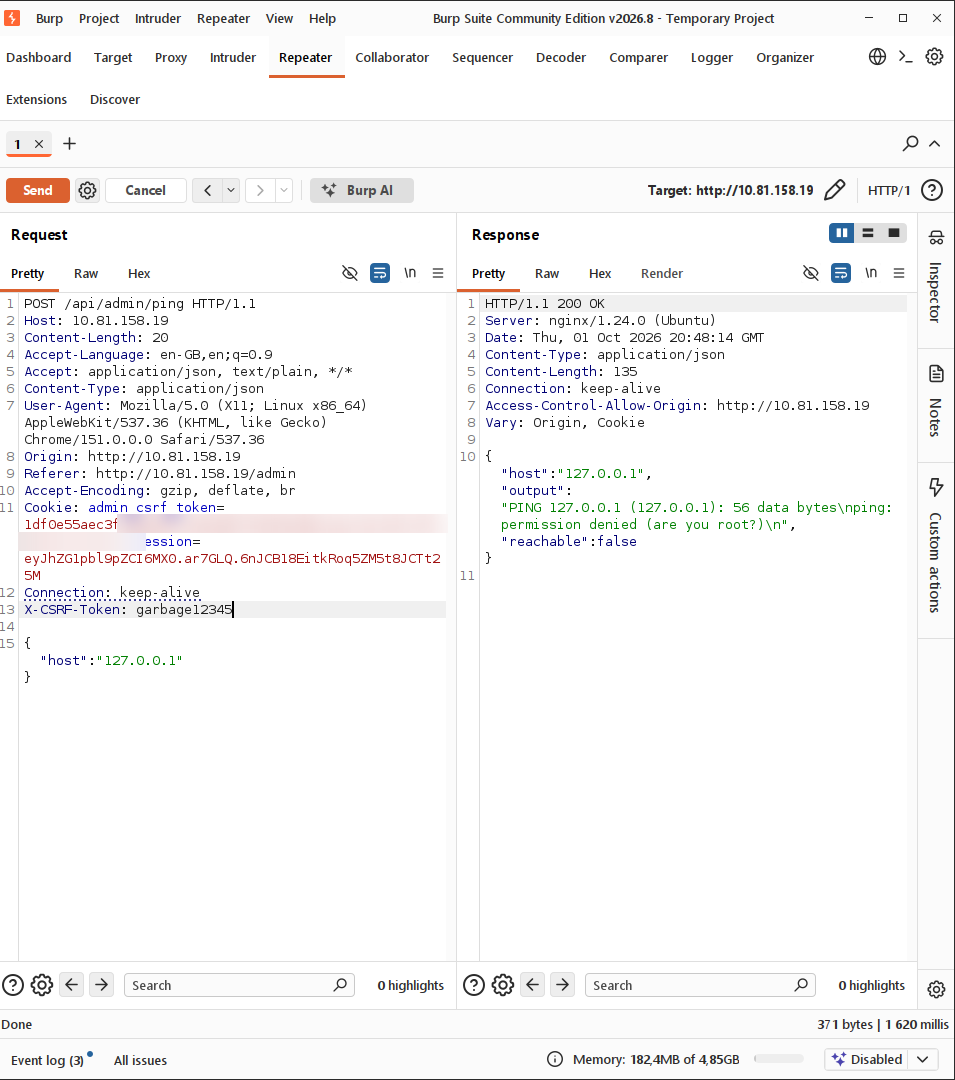 Burp Project Intruder Repeater View Help Burp Suite Community Edition v2026.8 - Temporary Project
Dashboard Target Proxy Intruder Repeater Collaborator Sequencer Decoder Comparer Logger Organizer
Extensions Discover
1
Send Cancel Burp AI Target: http://10.81.158.19 HTTP/1
Request
Pretty Raw Hex \n
1 POST /api/admin/ping HTTP/1.1
2 Host: 10.81.158.19
3 Content-Length: 20
4 Accept-Language: en-GB,en;q=0.9
5 Accept: application/json, text/plain, */*
6 Content-Type: application/json
7 User-Agent: Mozilla/5.0 (X11; Linux x86_64)
AppleWebKit/537.36 (KHTML, like Gecko)
Chrome/151.0.0.0 Safari/537.36
8 Origin: http://10.81.158.19
9 Referer: http://10.81.158.19/admin
10 Accept-Encoding: gzip, deflate, br
11 Cookie: admin_csrf_token=
1df0e55aec3f
ession=
eyJhZG1pbl9pZCI6MX0.ar7GLQ.6nJCB18EitkRoq5ZM5t8JCTt2
5M
12 Connection: keep-alive
13 X-CSRF-Token: garbage12345
14
15 {
"host":"127.0.0.1"
}
Response
Pretty Raw Hex Render \n
1 HTTP/1.1 200 OK
2 Server: nginx/1.24.0 (Ubuntu)
3 Date: Thu, 01 Oct 2026 20:48:14 GMT
4 Content-Type: application/json
5 Content-Length: 135
6 Connection: keep-alive
7 Access-Control-Allow-Origin: http://10.81.158.19
8 Vary: Origin, Cookie
9
10 {
"host":"127.0.0.1",
"output":
"PING 127.0.0.1 (127.0.0.1): 56 data bytes\nping:
permission denied (are you root?)\n",
"reachable":false
}
11
Inspector
Notes
Custom actions
Search 0 highlights
Search 0 highlights
Done 371 bytes | 1 620 millis
Event log (3) All issues Memory: 182,4MB of 4,85GB Disabled